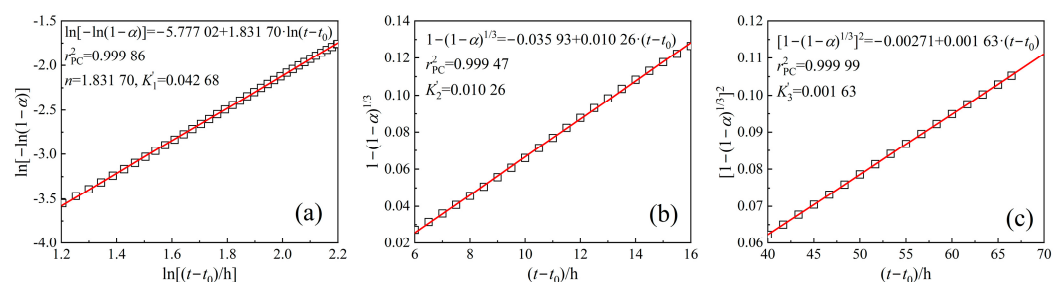 -1.5
-2.0
-2.5
-3.0
-3.5
-4.0
ln[−ln(1−α)]
ln[−ln(1−α)]=−5.777 02+1.831 70·ln(t−t₀)
r²PC=0.999 86
n=1.831 70, K₁'=0.042 68
(a)
1.2 1.4 1.6 1.8 2.0 2.2
ln[(t−t₀)/h]
0.14
0.12
0.10
0.08
0.06
0.04
0.02
1−(1−α)^1/3
1−(1−α)^1/3=−0.035 93+0.010 26·(t−t₀)
r²PC=0.999 47
K₂'=0.010 26
(b)
6 8 10 12 14 16
(t−t₀)/h
0.12
0.11
0.10
0.09
0.08
0.07
0.06
[1−(1−α)^1/3]²
[1−(1−α)^1/3]²=−0.00271+0.001 63·(t−t₀)
r²PC=0.999 99
K₃'=0.001 63
(c)
40 45 50 55 60 65 70
(t−t₀)/h